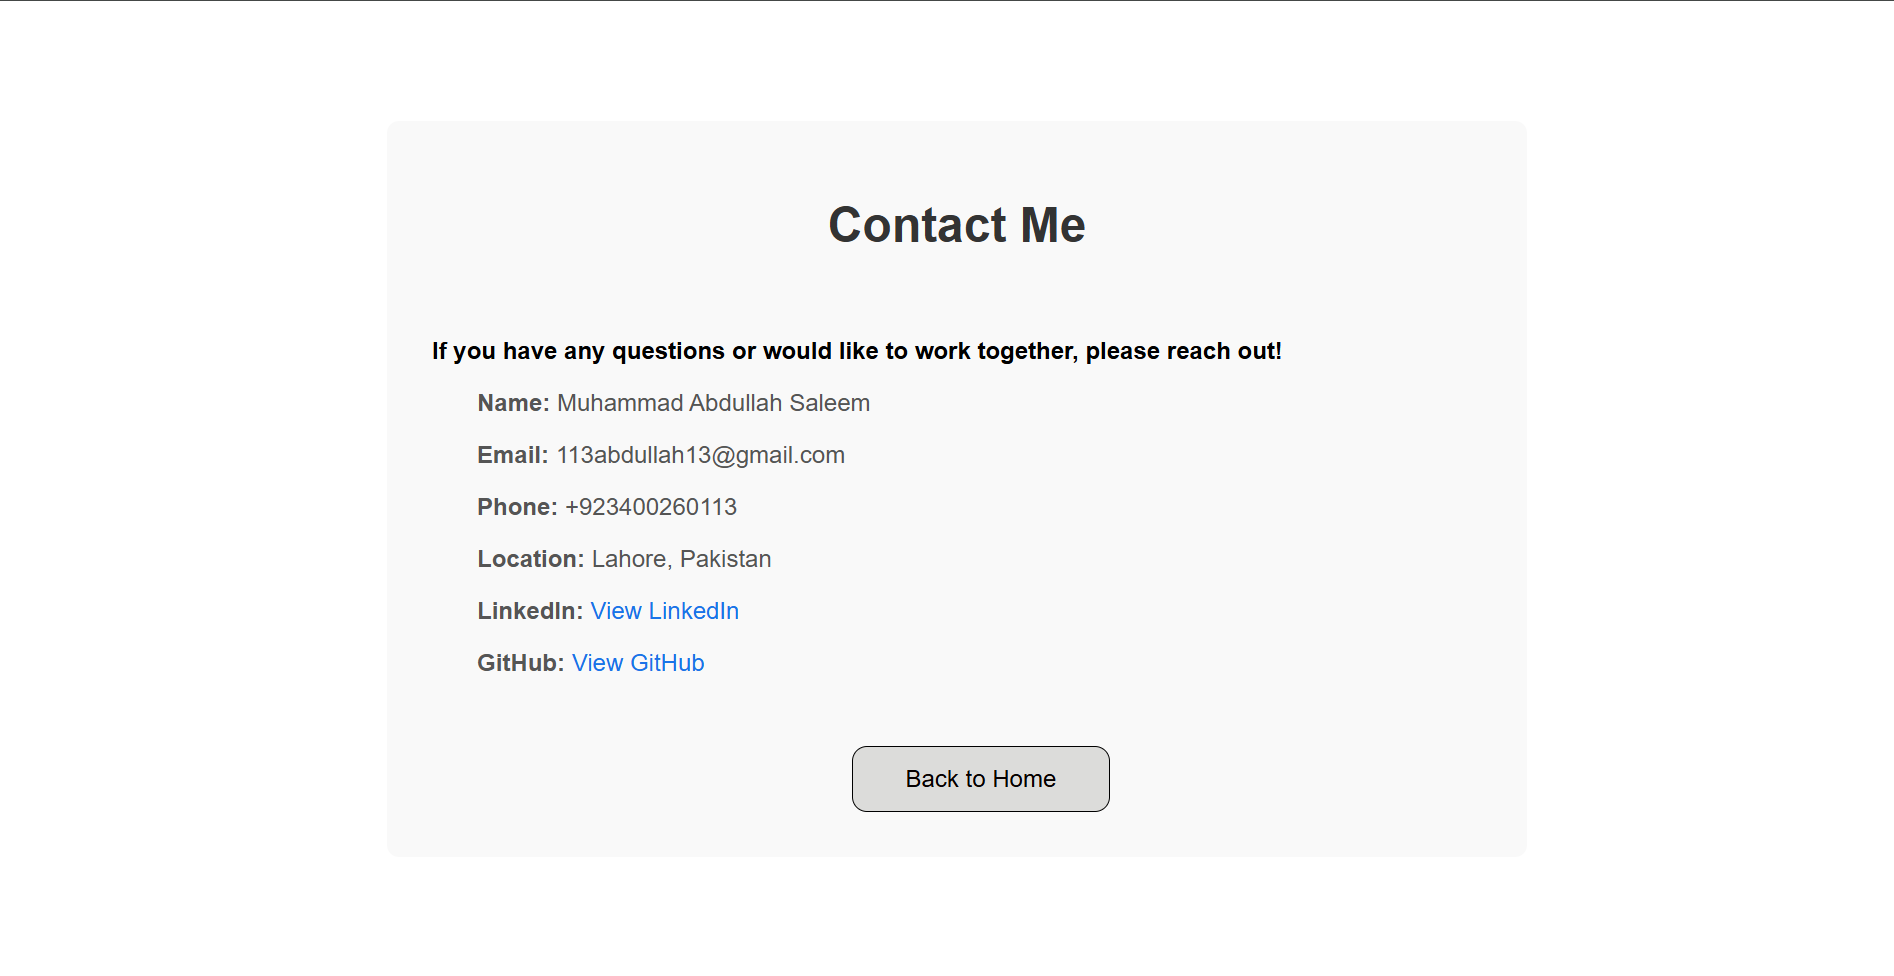 Contact Me
If you have any questions or would like to work together, please reach out!
Name: Muhammad Abdullah Saleem
Email: 113abdullah13@gmail.com
Phone: +923400260113
Location: Lahore, Pakistan
LinkedIn: View LinkedIn
GitHub: View GitHub
Back to Home